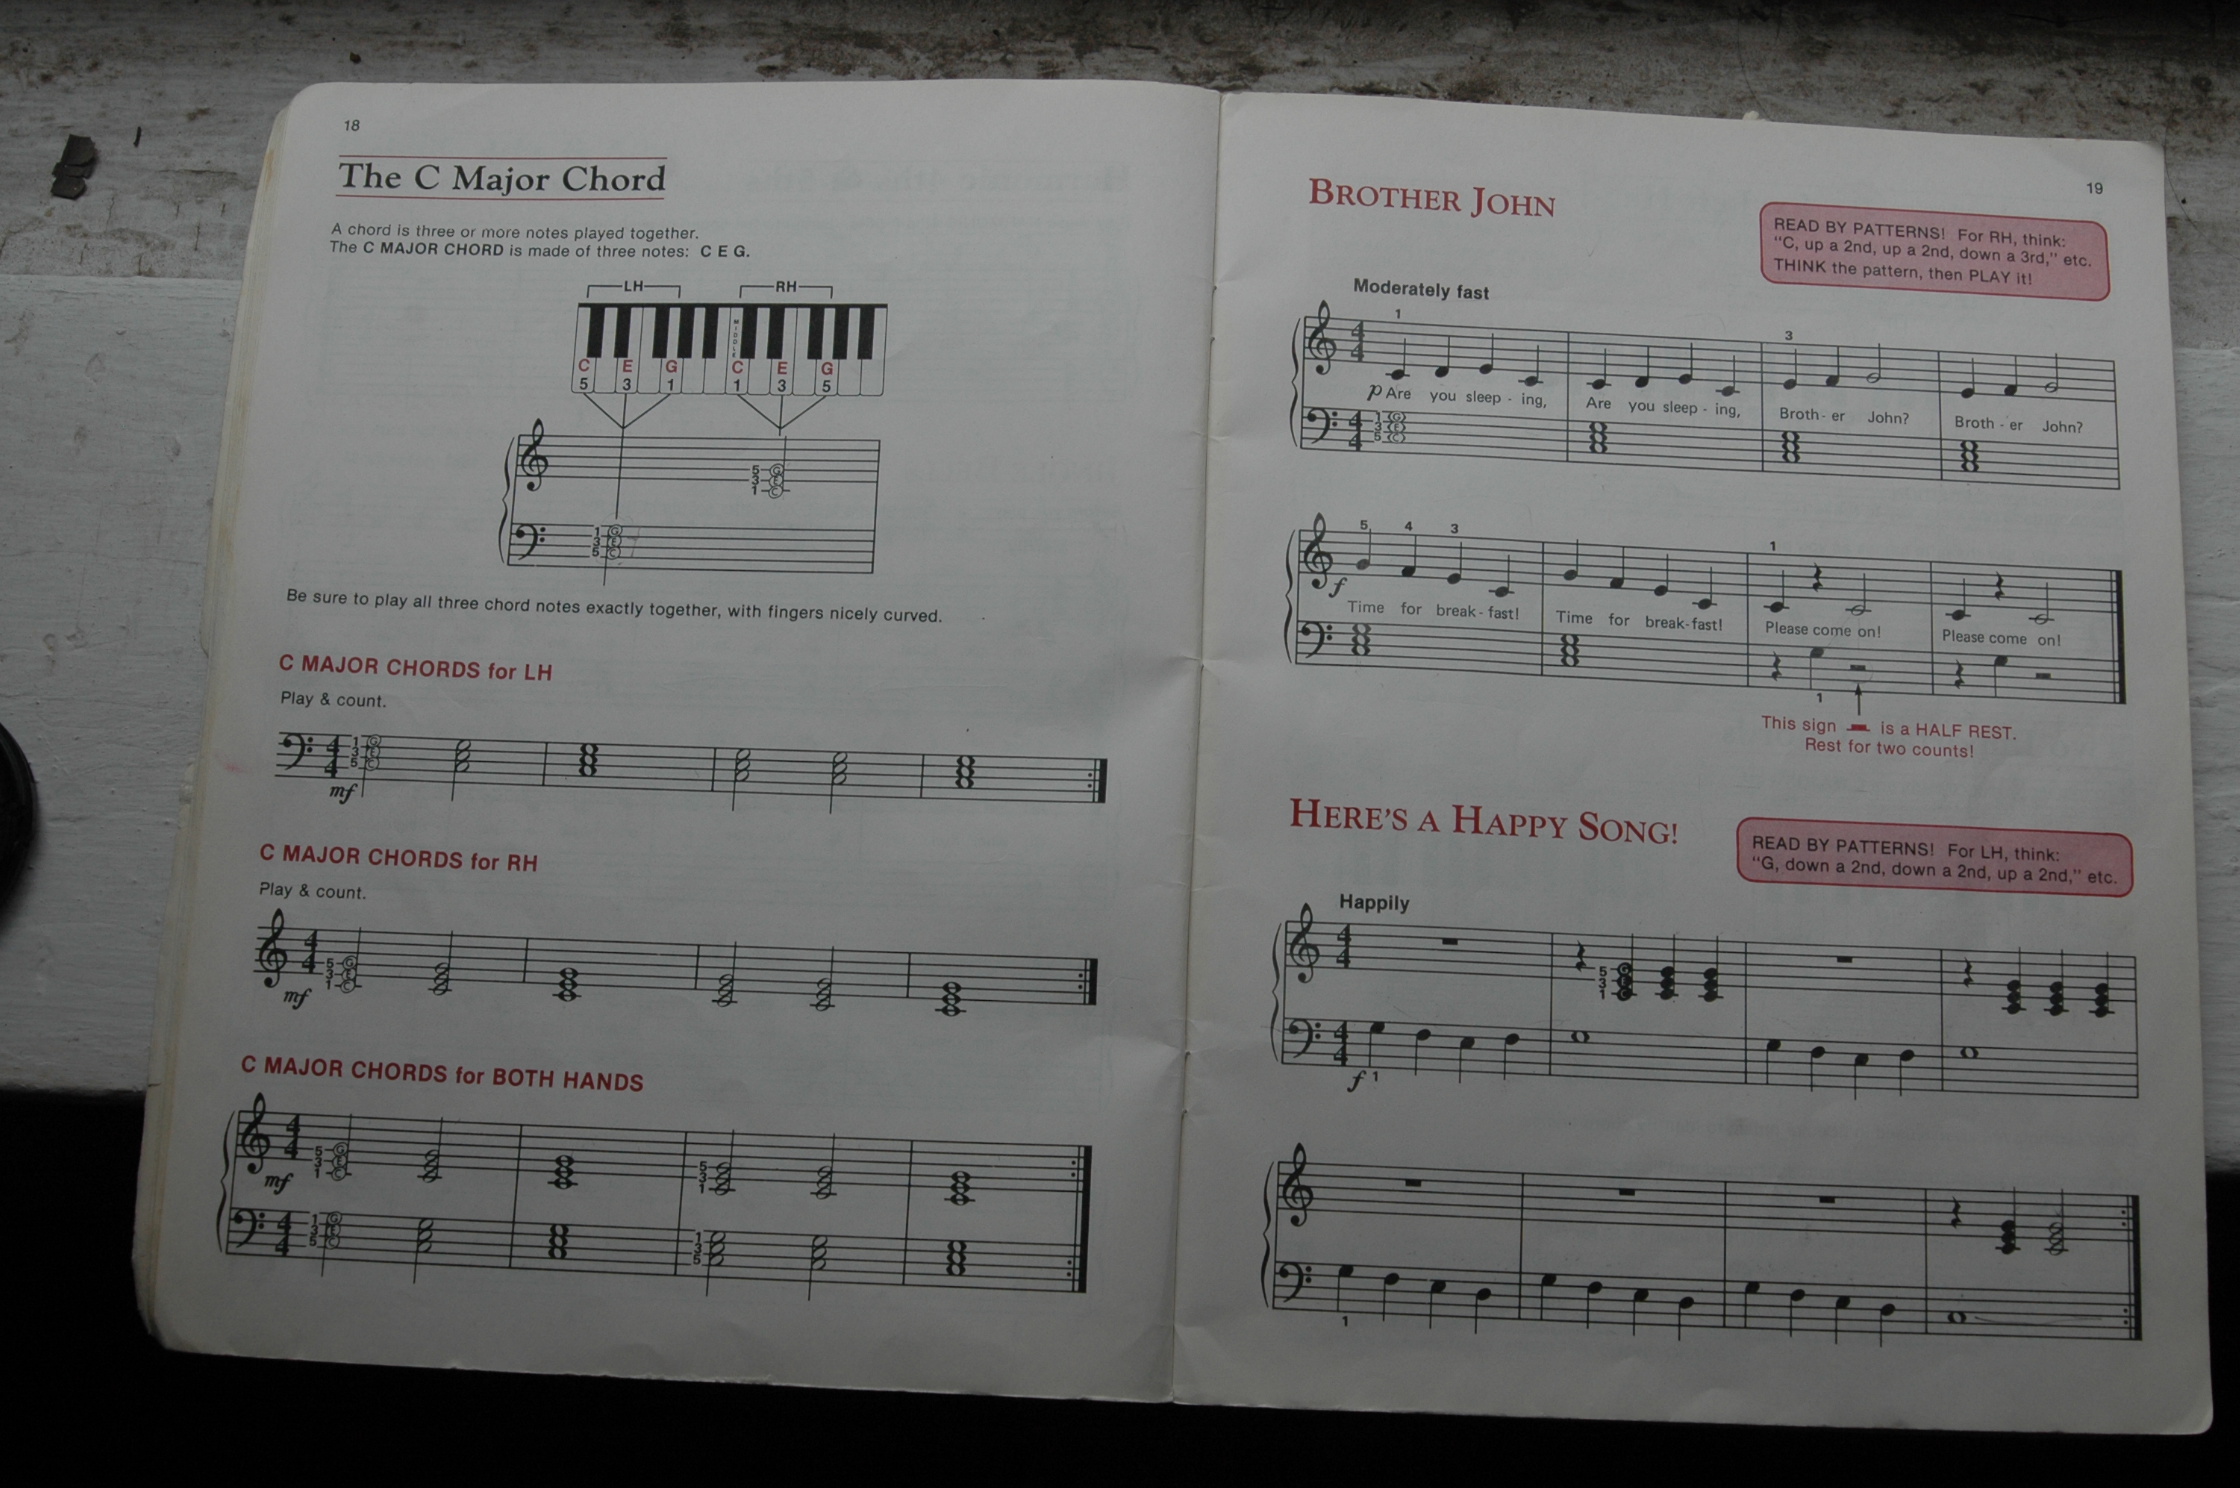 18
The C Major Chord
A chord is three or more notes played together.
The C MAJOR CHORD is made of three notes: C E G.
LH RH
MIDDLE
C E G C E G
5 3 1 1 3 5
5 G
3 E
1 C
1 G
3 E
5 C
Be sure to play all three chord notes exactly together, with fingers nicely curved.
C MAJOR CHORDS for LH
Play & count.
4
4
1 G
3 E
5 C
mf
C MAJOR CHORDS for RH
Play & count.
4
4
5 G
3 E
1 C
mf
C MAJOR CHORDS for BOTH HANDS
4
4
5 G
3 E
1 C
5
3
1
mf
4
4
1 G
3 E
5 C
1
3
5
19
BROTHER JOHN
READ BY PATTERNS! For RH, think:
"C, up a 2nd, up a 2nd, down a 3rd," etc.
THINK the pattern, then PLAY it!
Moderately fast
1 3
4
4
p Are you sleep - ing, Are you sleep - ing, Broth - er John? Broth - er John?
4
4
1 G
3 E
5 C
5 4 3 1
f
Time for break - fast! Time for break - fast! Please come on! Please come on!
1
This sign is a HALF REST.
Rest for two counts!
HERE'S A HAPPY SONG!
READ BY PATTERNS! For LH, think:
"G, down a 2nd, down a 2nd, up a 2nd," etc.
Happily
4
4
5 G
3 E
1 C
4
4
f 1
1